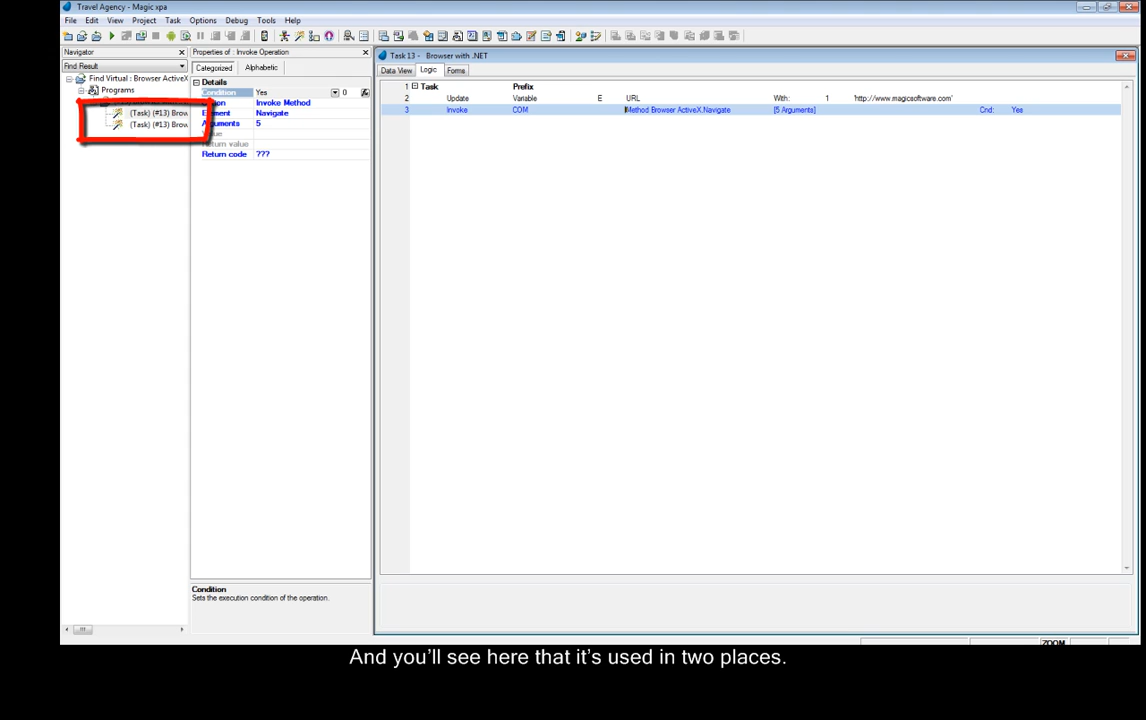 Travel Agency - Magic xpa
File Edit View Project Task Options Debug Tools Help
Navigator
Find Result
Find Virtual : Browser ActiveX
Programs
(Task) (#13) Brow
(Task) (#13) Brow
Properties of : Invoke Operation
Categorized Alphabetic
Details
Condition Yes 0
on Invoke Method
Element Navigate
Arguments 5
Value
Return value
Return code ???
Condition
Sets the execution condition of the operation.
Task 13 - Browser with .NET
Data View Logic Forms
1 Task Prefix
2 Update Variable E URL With: 1 'http://www.magicsoftware.com'
3 Invoke COM Method Browser ActiveX.Navigate [5 Arguments] Cnd: Yes
ZOOM
And you'll see here that it's used in two places.